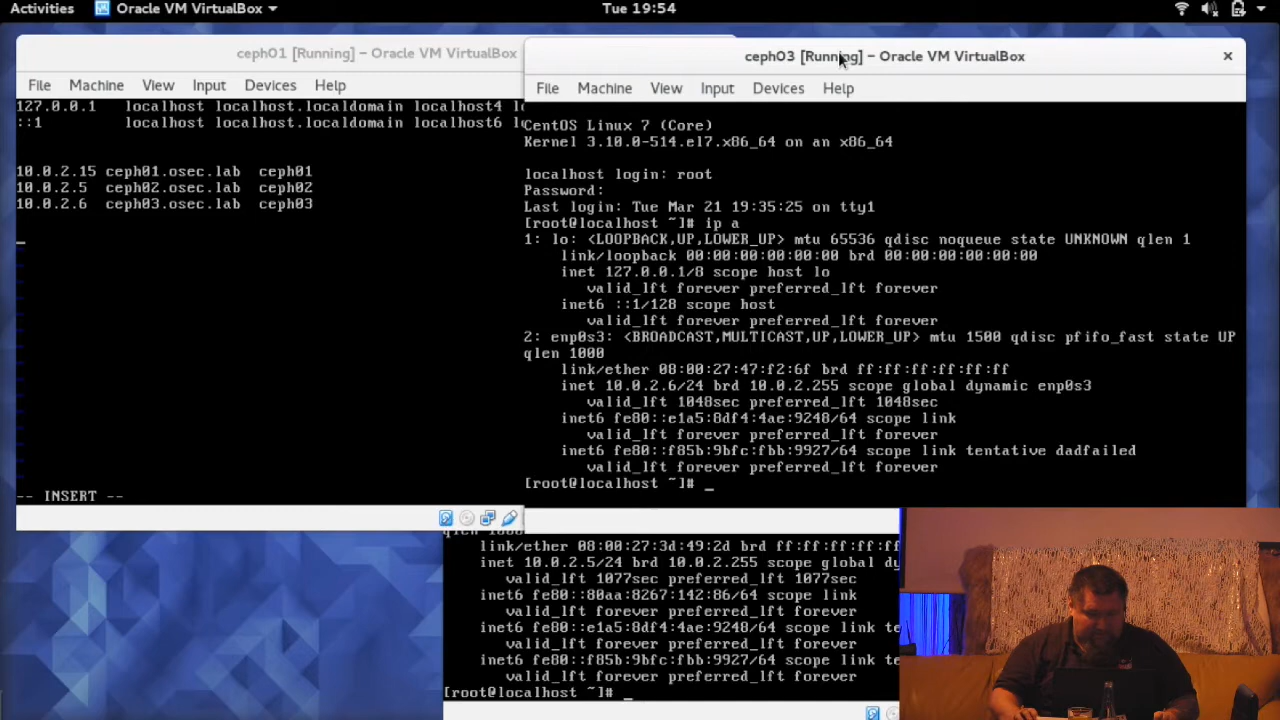 Activities Oracle VM VirtualBox Tue 19:54
ceph01 [Running] - Oracle VM VirtualBox
File Machine View Input Devices Help
127.0.0.1 localhost localhost.localdomain localhost4 l
::1 localhost localhost.localdomain localhost6 l
10.0.2.15 ceph01.osec.lab ceph01
10.0.2.5 ceph02.osec.lab ceph02
10.0.2.6 ceph03.osec.lab ceph03
-- INSERT --
ceph03 [Running] - Oracle VM VirtualBox
File Machine View Input Devices Help
CentOS Linux 7 (Core)
Kernel 3.10.0-514.el7.x86_64 on an x86_64
localhost login: root
Password:
Last login: Tue Mar 21 19:35:25 on tty1
[root@localhost ~]# ip a
1: lo: <LOOPBACK,UP,LOWER_UP> mtu 65536 qdisc noqueue state UNKNOWN qlen 1
link/loopback 00:00:00:00:00:00 brd 00:00:00:00:00:00
inet 127.0.0.1/8 scope host lo
valid_lft forever preferred_lft forever
inet6 ::1/128 scope host
valid_lft forever preferred_lft forever
2: enp0s3: <BROADCAST,MULTICAST,UP,LOWER_UP> mtu 1500 qdisc pfifo_fast state UP
qlen 1000
link/ether 08:00:27:47:f2:6f brd ff:ff:ff:ff:ff:ff
inet 10.0.2.6/24 brd 10.0.2.255 scope global dynamic enp0s3
valid_lft 1048sec preferred_lft 1048sec
inet6 fe80::e1a5:8df4:4ae:9248/64 scope link
valid_lft forever preferred_lft forever
inet6 fe80::f85b:9bfc:fbb:9927/64 scope link tentative dadfailed
valid_lft forever preferred_lft forever
[root@localhost ~]# _
qlen 1000
link/ether 08:00:27:3d:49:2d brd ff:ff:ff:ff:ff
inet 10.0.2.5/24 brd 10.0.2.255 scope global d
valid_lft 1077sec preferred_lft 1077sec
inet6 fe80::80aa:8267:142:86/64 scope link
valid_lft forever preferred_lft forever
inet6 fe80::e1a5:8df4:4ae:9248/64 scope link te
valid_lft forever preferred_lft forever
inet6 fe80::f85b:9bfc:fbb:9927/64 scope link te
valid_lft forever preferred_lft forever
[root@localhost ~]# _